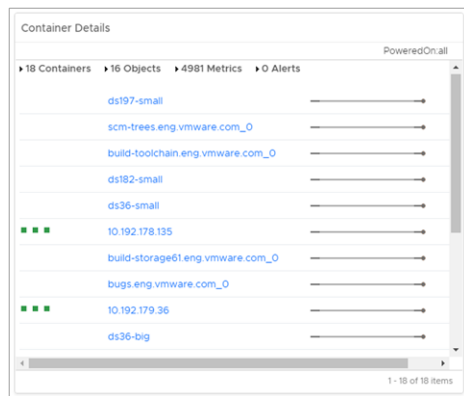 Container Details
PoweredOn:all
18 Containers 16 Objects 4981 Metrics 0 Alerts
ds197-small
scm-trees.eng.vmware.com_0
build-toolchain.eng.vmware.com_0
ds182-small
ds36-small
10.192.178.135
build-storage61.eng.vmware.com_0
bugs.eng.vmware.com_0
10.192.179.36
ds36-big
1 - 18 of 18 items